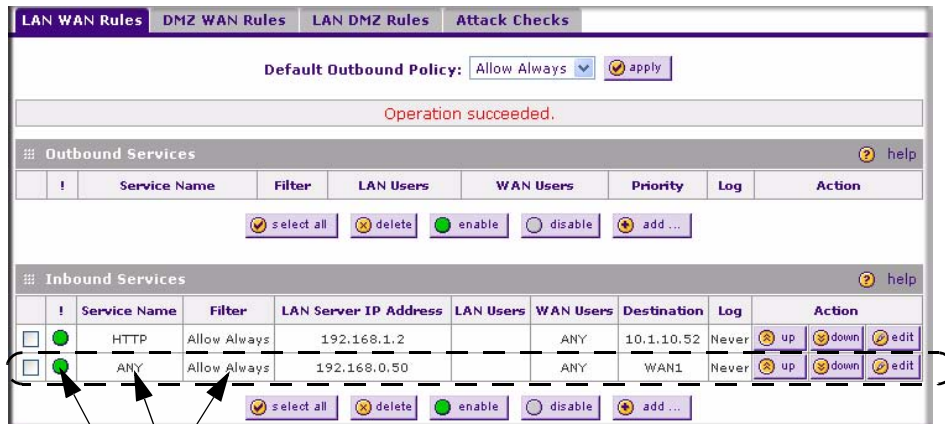 LAN WAN Rules DMZ WAN Rules LAN DMZ Rules Attack Checks
Default Outbound Policy: Allow Always apply
Operation succeeded.
Outbound Services help
! Service Name Filter LAN Users WAN Users Priority Log Action
select all delete enable disable add ...
Inbound Services help
! Service Name Filter LAN Server IP Address LAN Users WAN Users Destination Log Action
HTTP Allow Always 192.168.1.2 ANY 10.1.10.52 Never up down edit
ANY Allow Always 192.168.0.50 ANY WAN1 Never up down edit
select all delete enable disable add ...